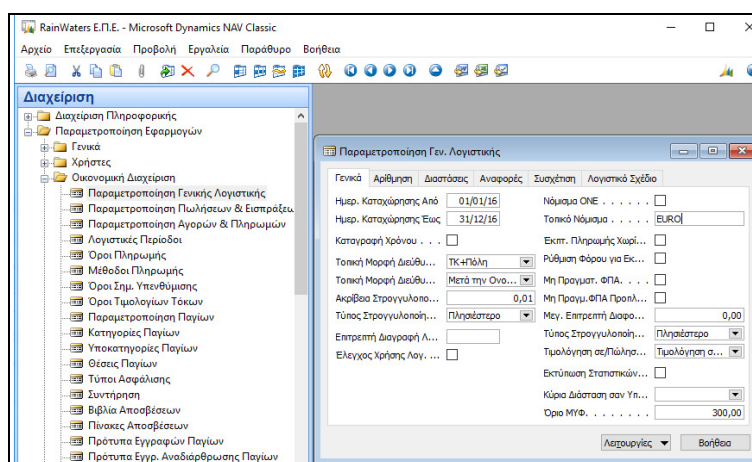 RainWaters Ε.Π.Ε. - Microsoft Dynamics NAV Classic
Αρχείο Επεξεργασία Προβολή Εργαλεία Παράθυρο Βοήθεια
Διαχείριση
Διαχείριση Πληροφορικής
Παραμετροποίηση Εφαρμογών
Γενικά
Χρήστες
Οικονομική Διαχείριση
Παραμετροποίηση Γενικής Λογιστικής
Παραμετροποίηση Πωλήσεων & Εισπράξεω
Παραμετροποίηση Αγορών & Πληρωμών
Λογιστικές Περίοδοι
Όροι Πληρωμής
Μέθοδοι Πληρωμής
Όροι Σημ. Υπενθύμισης
Όροι Τιμολογίων Τόκων
Παραμετροποίηση Παγίων
Κατηγορίες Παγίων
Υποκατηγορίες Παγίων
Θέσεις Παγίων
Τύποι Ασφάλισης
Συντήρηση
Βιβλία Αποσβέσεων
Πίνακες Αποσβέσεων
Πρότυπα Εγγραφών Παγίων
Πρότυπα Εγγρ. Αναδιάρθρωσης Παγίων
Παραμετροποίηση Γεν. Λογιστικής
Γενικά Αρίθμηση Διαστάσεις Αναφορές Συσχέτιση Λογιστικό Σχέδιο
Ημερ. Καταχώρησης Από 01/01/16
Ημερ. Καταχώρησης Έως 31/12/16
Καταγραφή Χρόνου . . .
Τοπική Μορφή Διεύθυ... ΤΚ+Πόλη
Τοπική Μορφή Διεύθυ... Μετά την Ονο...
Ακρίβεια Στρογγυλοπο... 0,01
Τύπος Στρογγυλοποίη... Πλησιέστερο
Επιτρεπτή Διαγραφή Λ...
Έλεγχος Χρήσης Λογ. ...
Νόμισμα ΟΝΕ . . . . . .
Τοπικό Νόμισμα . . . . . EURO
Έκπτ. Πληρωμής Χωρί...
Ρύθμιση Φόρου για Εκ...
Μη Πραγματ. ΦΠΑ. . . .
Μη Πραγμ.ΦΠΑ Προπλ...
Μεγ. Επιτρεπτή Διαφο... 0,00
Τύπος Στρογγυλοποίη... Πλησιέστερο
Τιμολόγηση σε/Πώλησ... Τιμολόγηση σ...
Εκτύπωση Στατιστικών...
Κύρια Διάσταση σαν Υπ...
Όριο ΜΥΦ. . . . . . . . 300,00
Λειτουργίες Βοήθεια